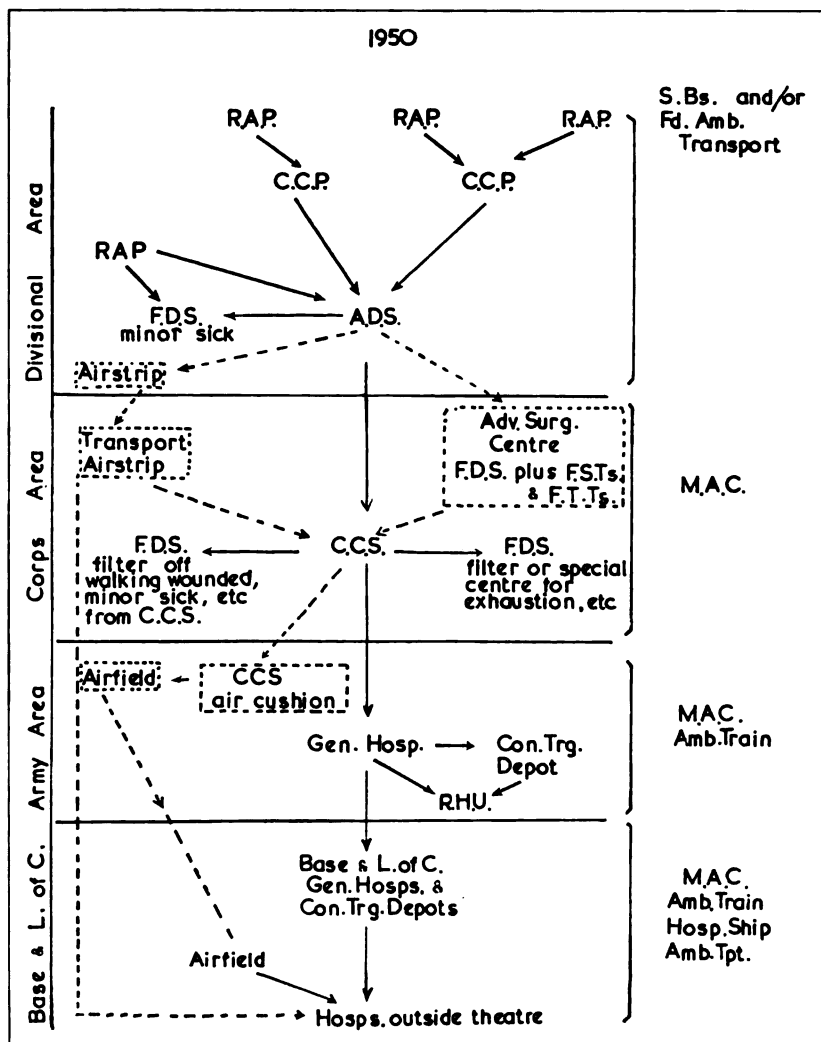 1950
S.Bs. and/or
Fd. Amb.
Transport
R.A.P.
R.A.P.
R.A.P.
C.C.P.
C.C.P.
RAP
F.D.S.
minor sick
A.D.S.
Airstrip
Divisional Area
Transport
Airstrip
Adv. Surg.
Centre
F.D.S. plus F.S.Ts.
& F.T.Ts.
M.A.C.
F.D.S.
filter off
walking wounded,
minor sick, etc
from C.C.S.
C.C.S.
F.D.S.
filter or special
centre for
exhaustion, etc
Corps Area
Airfield
CCS
air cushion
M.A.C.
Amb. Train
Gen. Hosp.
Con. Trg.
Depot
R.H.U.
Army Area
Base & L. of C.
Gen. Hosps. &
Con. Trg. Depots
M.A.C.
Amb. Train
Hosp. Ship
Amb. Tpt.
Airfield
Hosps. outside theatre
Base & L. of C.